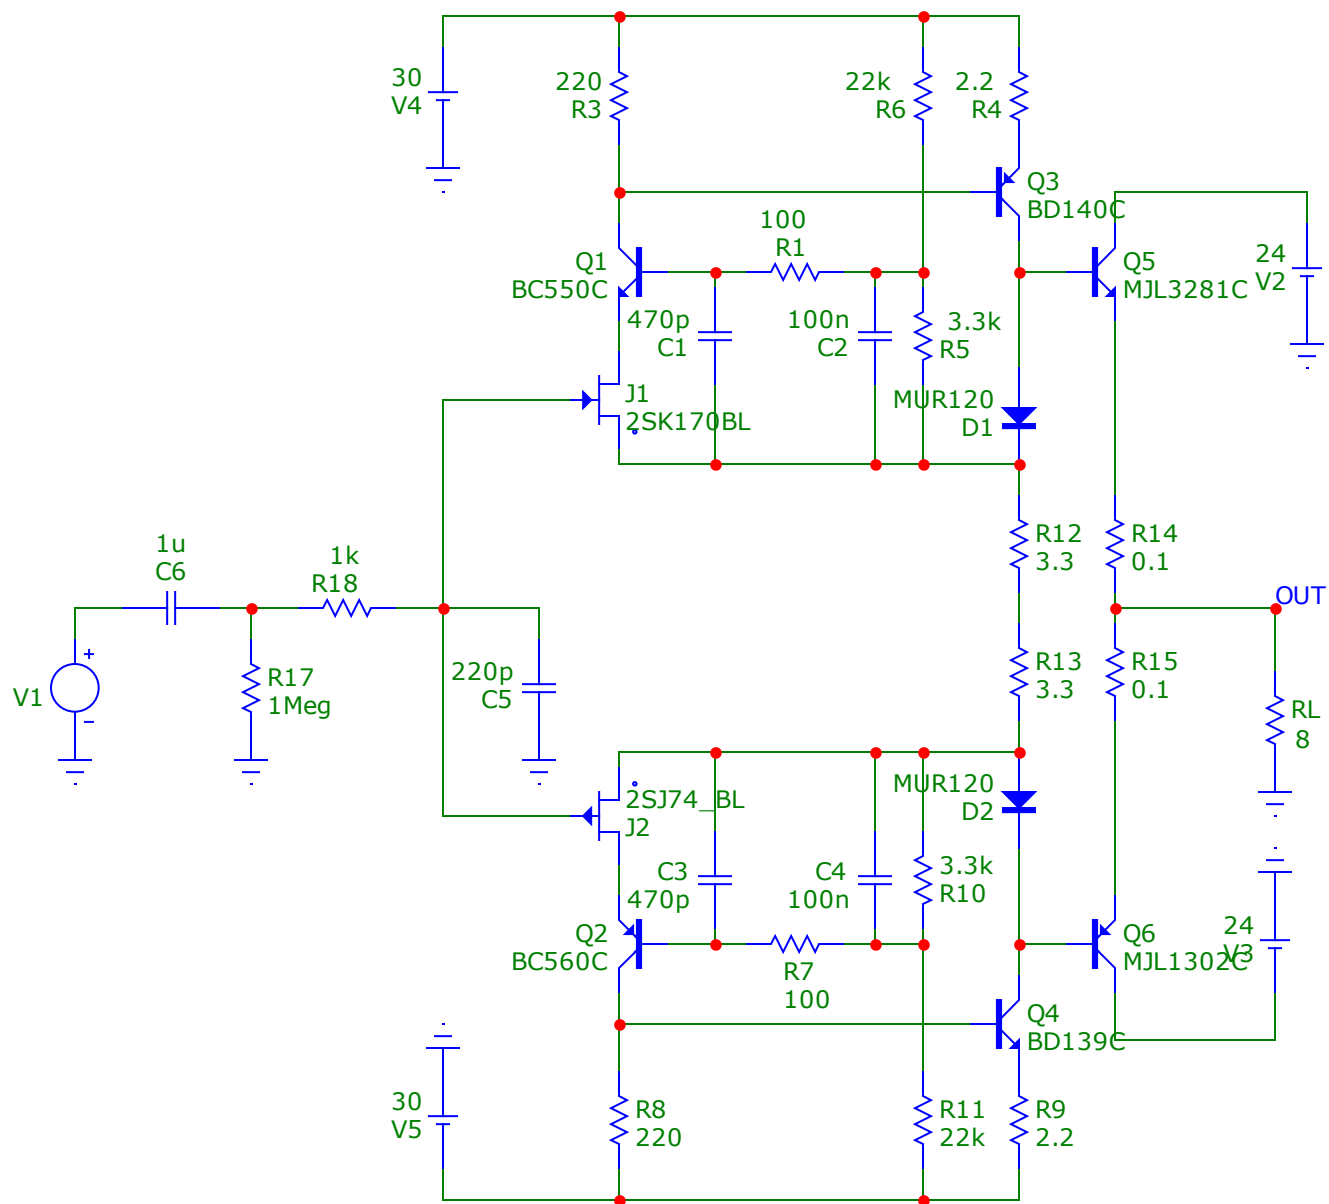 30
V4
220
R3
22k
R6
2.2
R4
Q3
BD140C
100
R1
Q1
BC550C
Q5
MJL3281C
24
V2
470p
C1
100n
C2
3.3k
R5
J1
2SK170BL
MUR120
D1
1u
C6
1k
R18
R12
3.3
R14
0.1
OUT
V1
+
−
R17
1Meg
220p
C5
R13
3.3
R15
0.1
RL
8
2SJ74_BL
J2
MUR120
D2
C3
470p
C4
100n
3.3k
R10
Q2
BC560C
R7
100
Q6
MJL1302C
24
V3
Q4
BD139C
30
V5
R8
220
R11
22k
R9
2.2